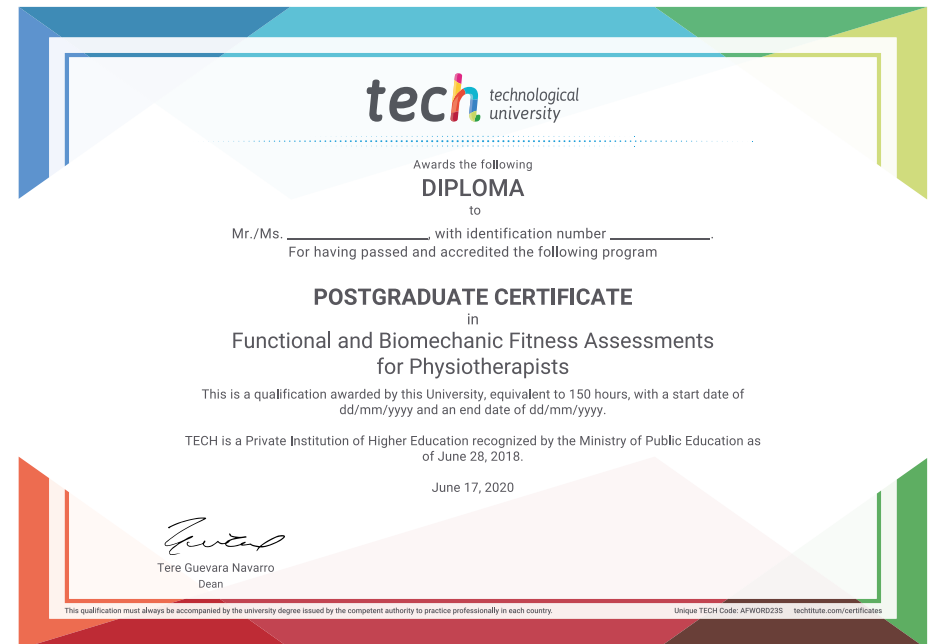 tech technological
university
Awards the following
DIPLOMA
to
Mr./Ms. ____________________, with identification number ______________.
For having passed and accredited the following program
POSTGRADUATE CERTIFICATE
in
Functional and Biomechanic Fitness Assessments
for Physiotherapists
This is a qualification awarded by this University, equivalent to 150 hours, with a start date of
dd/mm/yyyy and an end date of dd/mm/yyyy.
TECH is a Private Institution of Higher Education recognized by the Ministry of Public Education as
of June 28, 2018.
June 17, 2020
Tere Guevara Navarro
Dean
This qualification must always be accompanied by the university degree issued by the competent authority to practice professionally in each country. Unique TECH Code: AFWORD23S techtitute.com/certificates